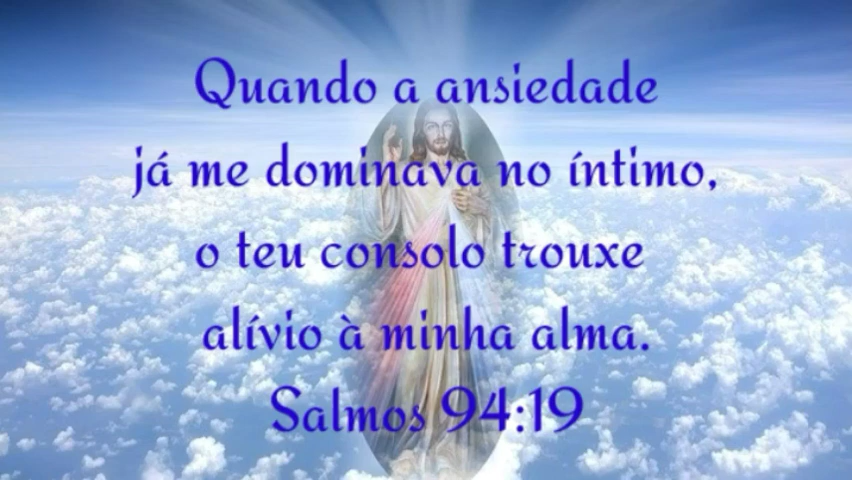 Quando a ansiedade
já me dominava no íntimo,
o teu consolo trouxe
alívio à minha alma.
Salmos 94:19